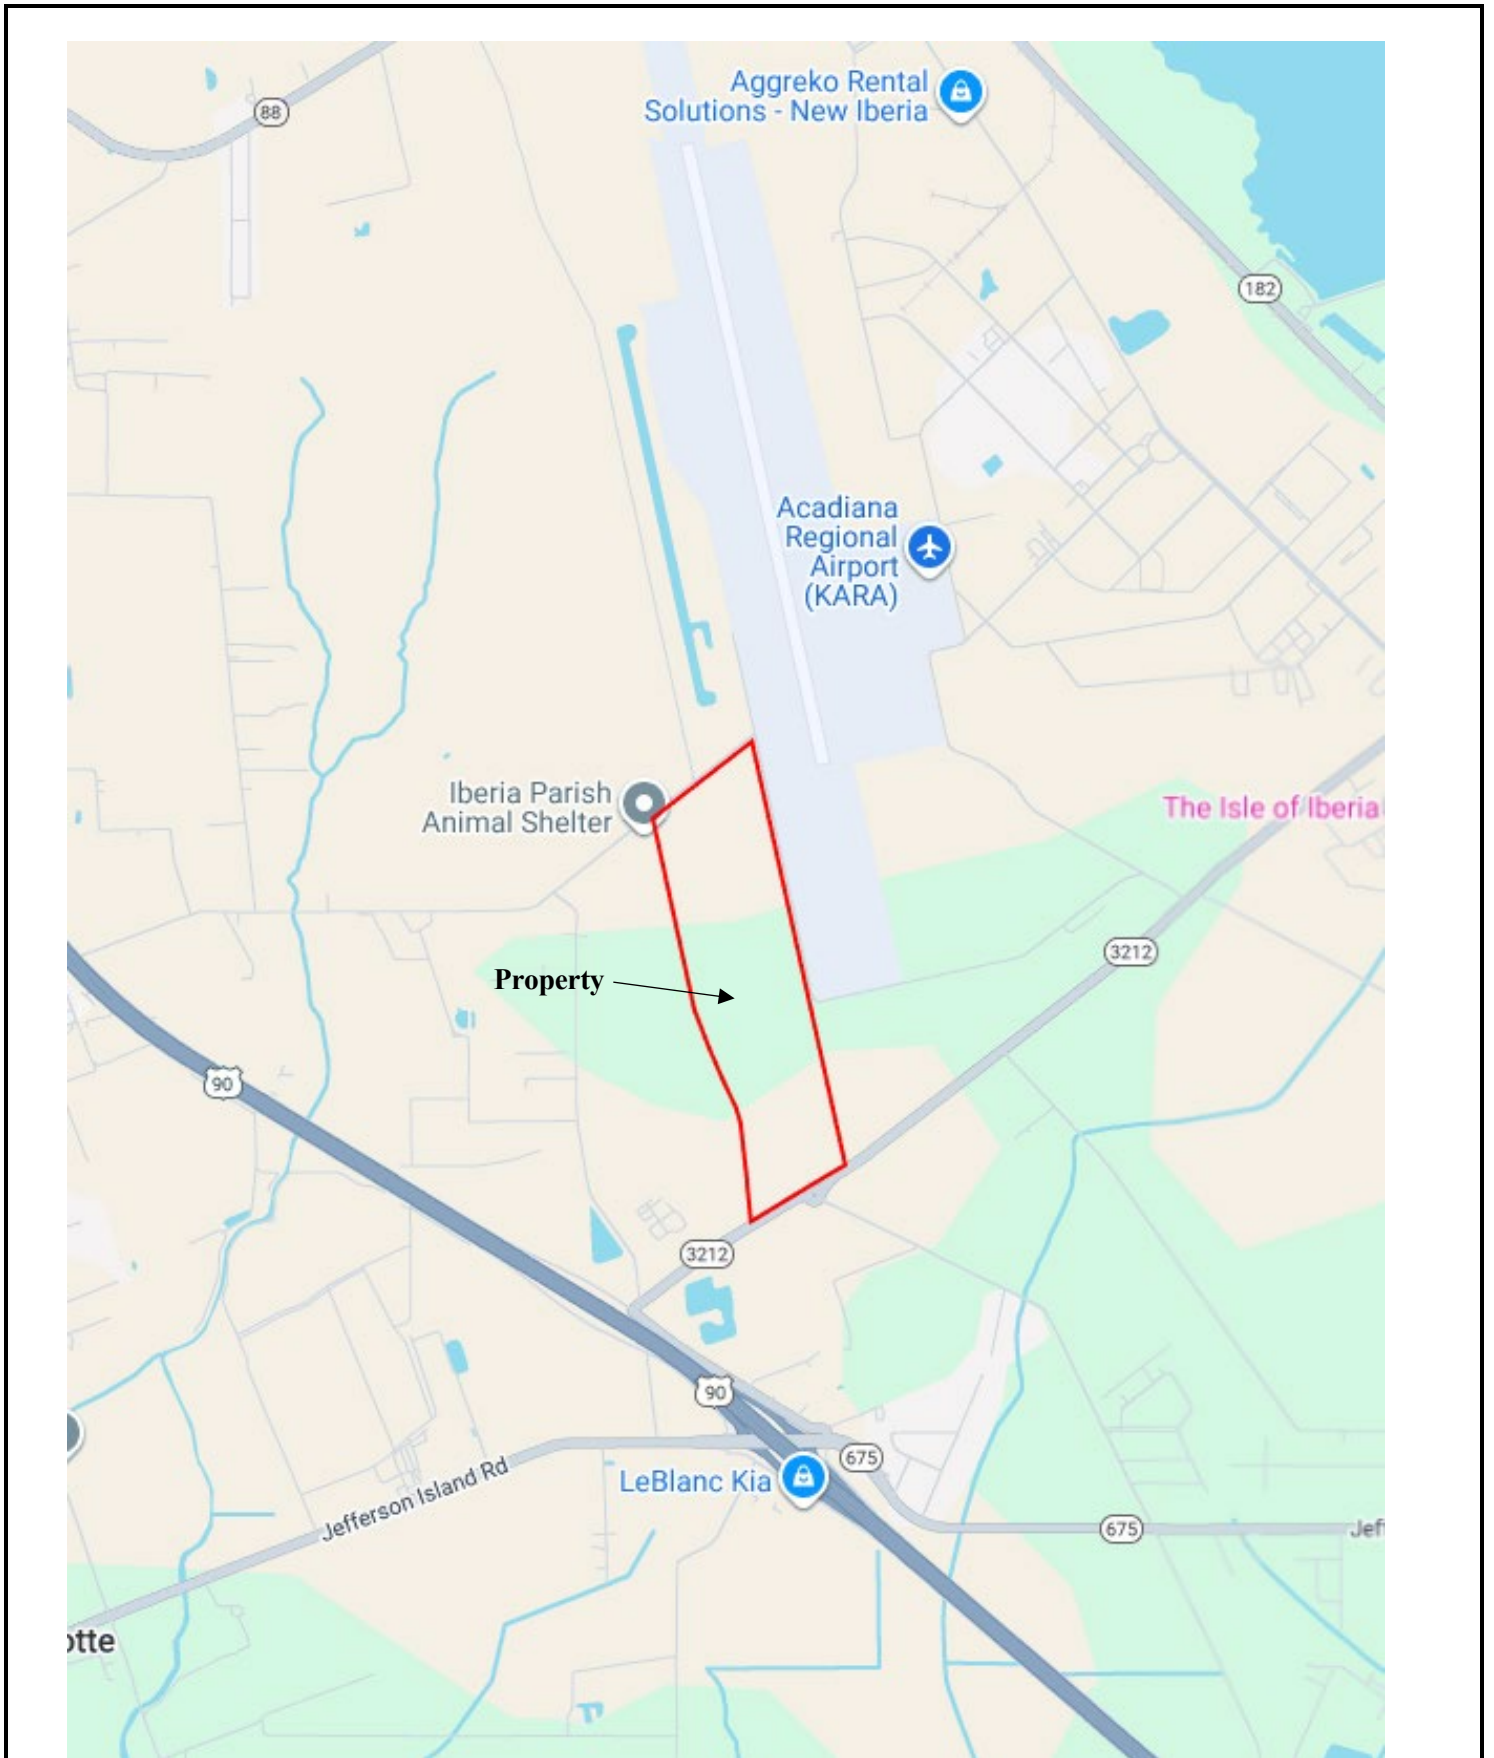 Aggreko Rental
Solutions - New Iberia
88
182
Acadiana
Regional
Airport
(KARA)
Iberia Parish
Animal Shelter
The Isle of Iberia
3212
Property
90
3212
90
675
LeBlanc Kia
Jefferson Island Rd
675
Jef
otte